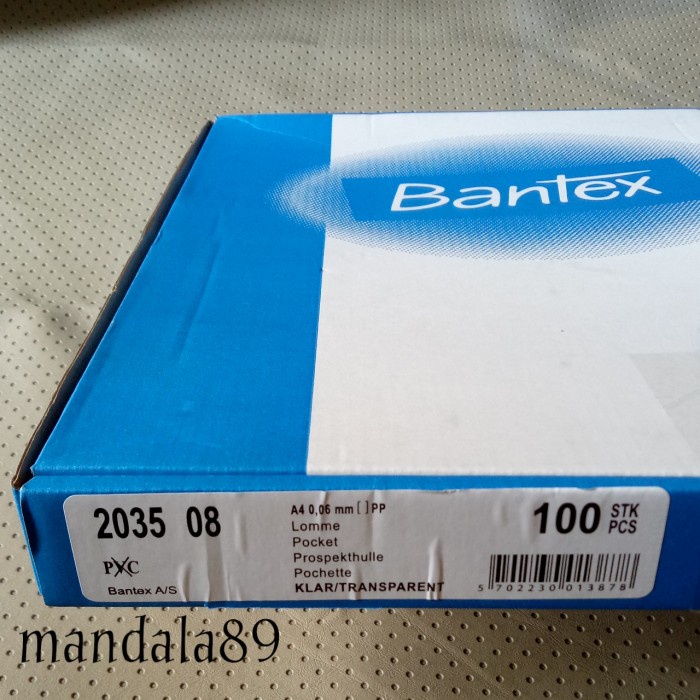 Bantex
2035 08
PXC
Bantex A/S
A4 0,06 mm [ ] PP
Lomme
Pocket
Prospekthulle
Pochette
KLAR/TRANSPARENT
100 STK
PCS
5 702230 013878
mandala89